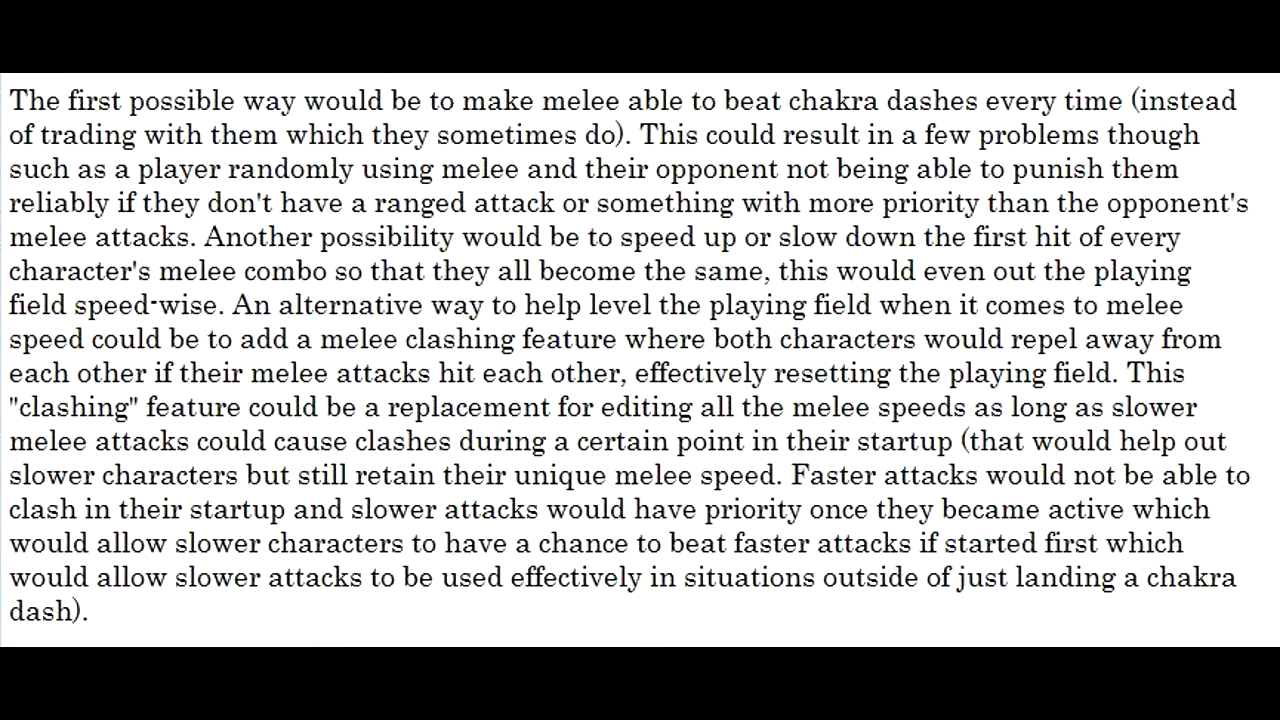 The first possible way would be to make melee able to beat chakra dashes every time (instead
of trading with them which they sometimes do). This could result in a few problems though
such as a player randomly using melee and their opponent not being able to punish them
reliably if they don't have a ranged attack or something with more priority than the opponent's
melee attacks. Another possibility would be to speed up or slow down the first hit of every
character's melee combo so that they all become the same, this would even out the playing
field speed-wise. An alternative way to help level the playing field when it comes to melee
speed could be to add a melee clashing feature where both characters would repel away from
each other if their melee attacks hit each other, effectively resetting the playing field. This
"clashing" feature could be a replacement for editing all the melee speeds as long as slower
melee attacks could cause clashes during a certain point in their startup (that would help out
slower characters but still retain their unique melee speed. Faster attacks would not be able to
clash in their startup and slower attacks would have priority once they became active which
would allow slower characters to have a chance to beat faster attacks if started first which
would allow slower attacks to be used effectively in situations outside of just landing a chakra
dash).